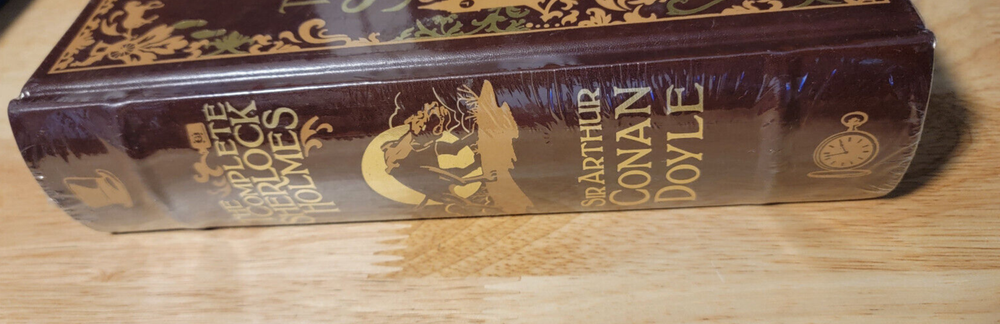 THE
COMPLETE
SHERLOCK
HOLMES
SIR ARTHUR
CONAN
DOYLE